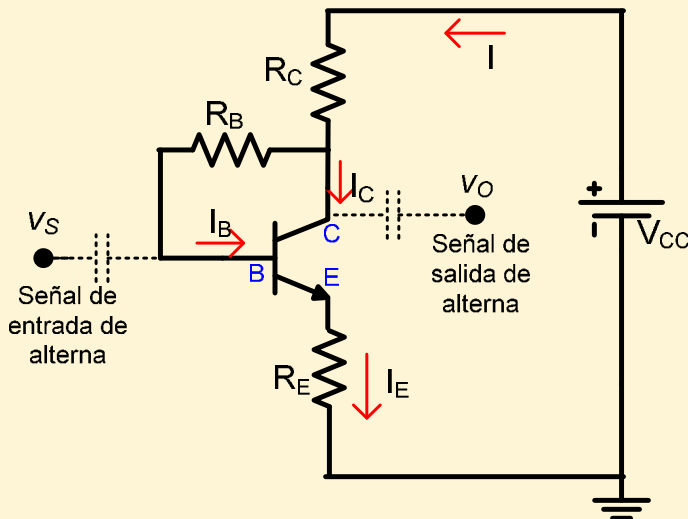 I
R_C
R_B
I_C
v_O
+
V_CC
-
v_S
I_B
C
Señal de
salida de
alterna
B
E
Señal de
entrada de
alterna
R_E
I_E